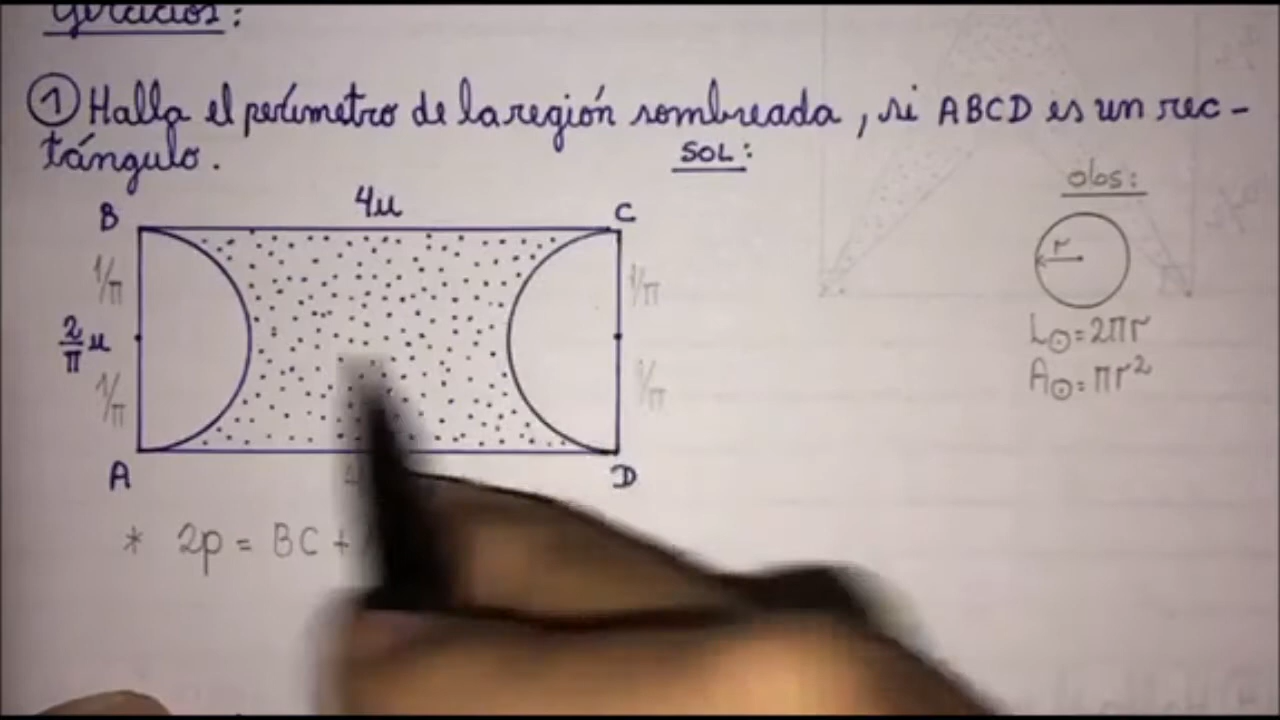 Ejercicios:
① Halla el perímetro de la región sombreada, si ABCD es un rec-
tángulo.
SOL:
obs:
4u
B
C
1/π
1/π
r
2/π u
1/π
1/π
L⊙=2πr
A⊙=πr²
A
D
* 2p = BC +